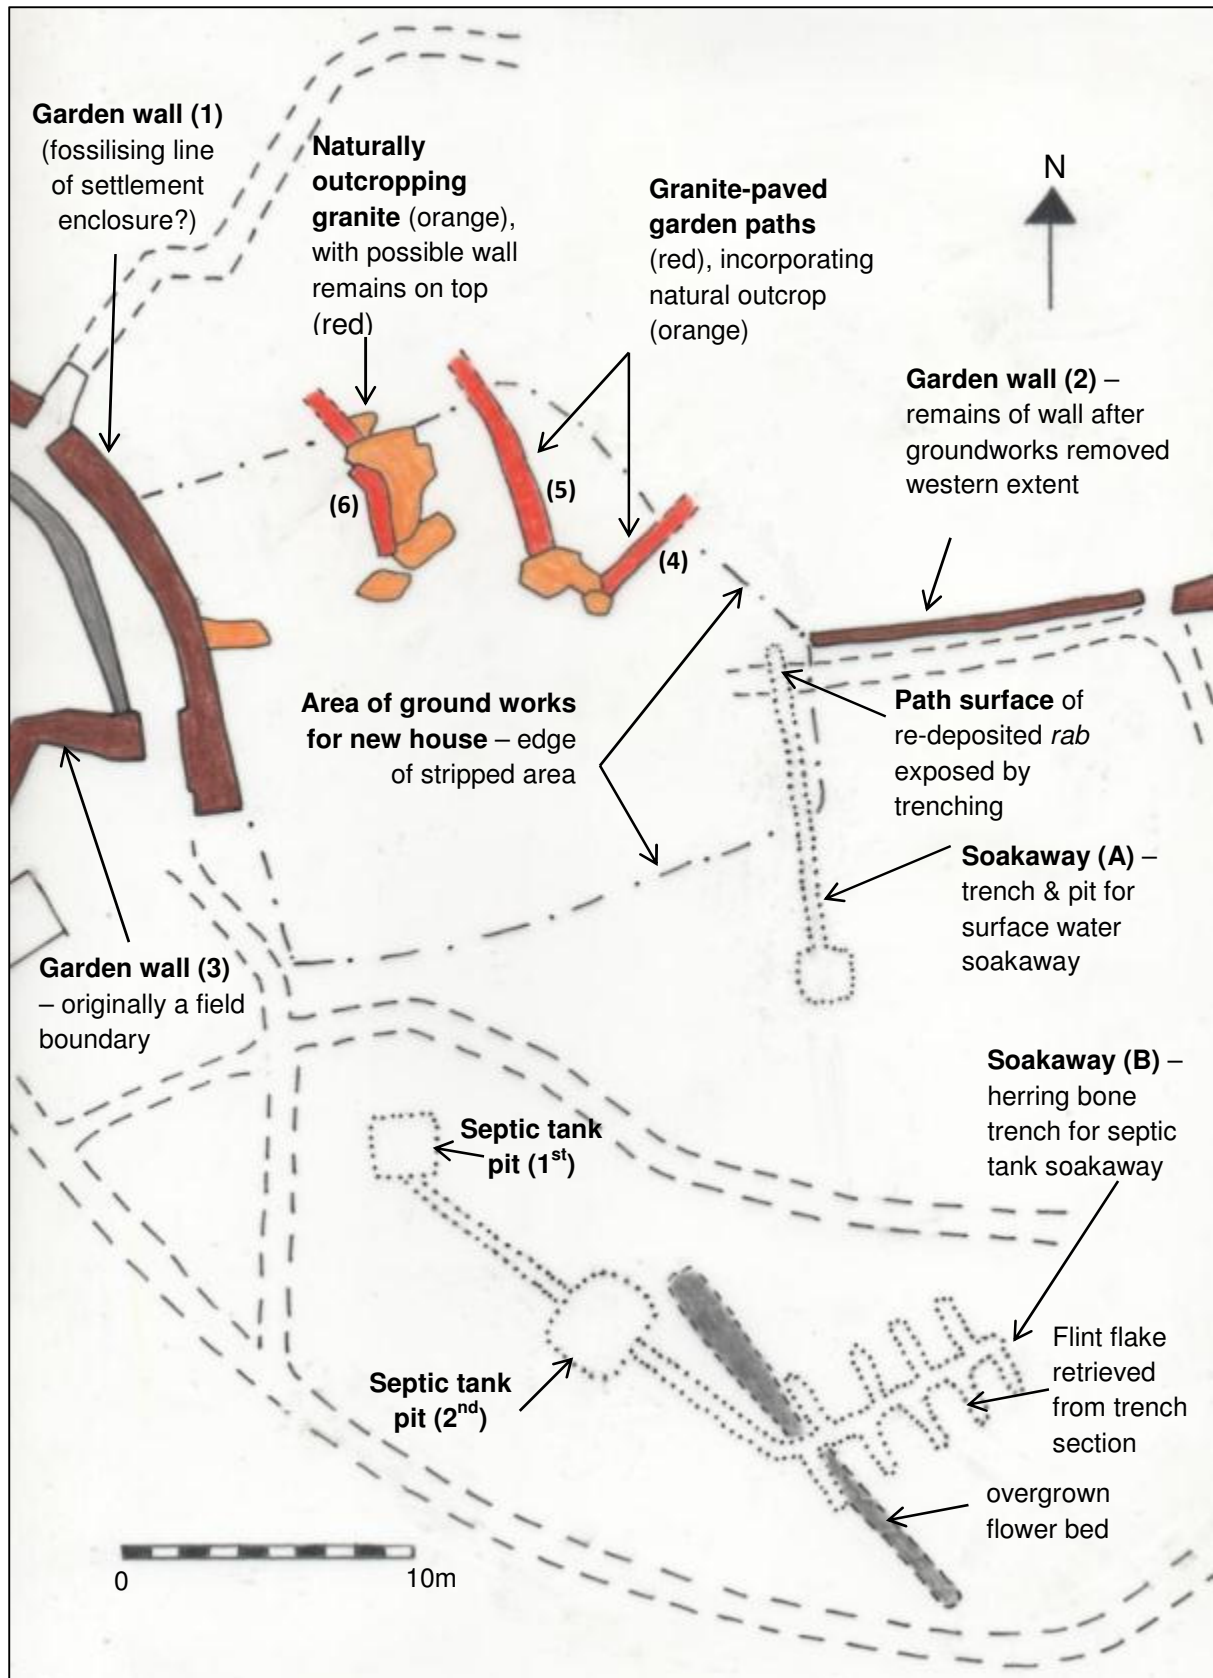 Garden wall (1)
(fossilising line
of settlement
enclosure?)
Naturally
outcropping
granite (orange),
with possible wall
remains on top
(red)
Granite-paved
garden paths
(red), incorporating
natural outcrop
(orange)
N
Garden wall (2) –
remains of wall after
groundworks removed
western extent
(6)
(5)
(4)
Area of ground works
for new house – edge
of stripped area
Path surface of
re-deposited rab
exposed by
trenching
Soakaway (A) –
trench & pit for
surface water
soakaway
Garden wall (3)
– originally a field
boundary
Soakaway (B) –
herring bone
trench for septic
tank soakaway
Septic tank
pit (1st)
Flint flake
retrieved
from trench
section
Septic tank
pit (2nd)
overgrown
flower bed
0
10m